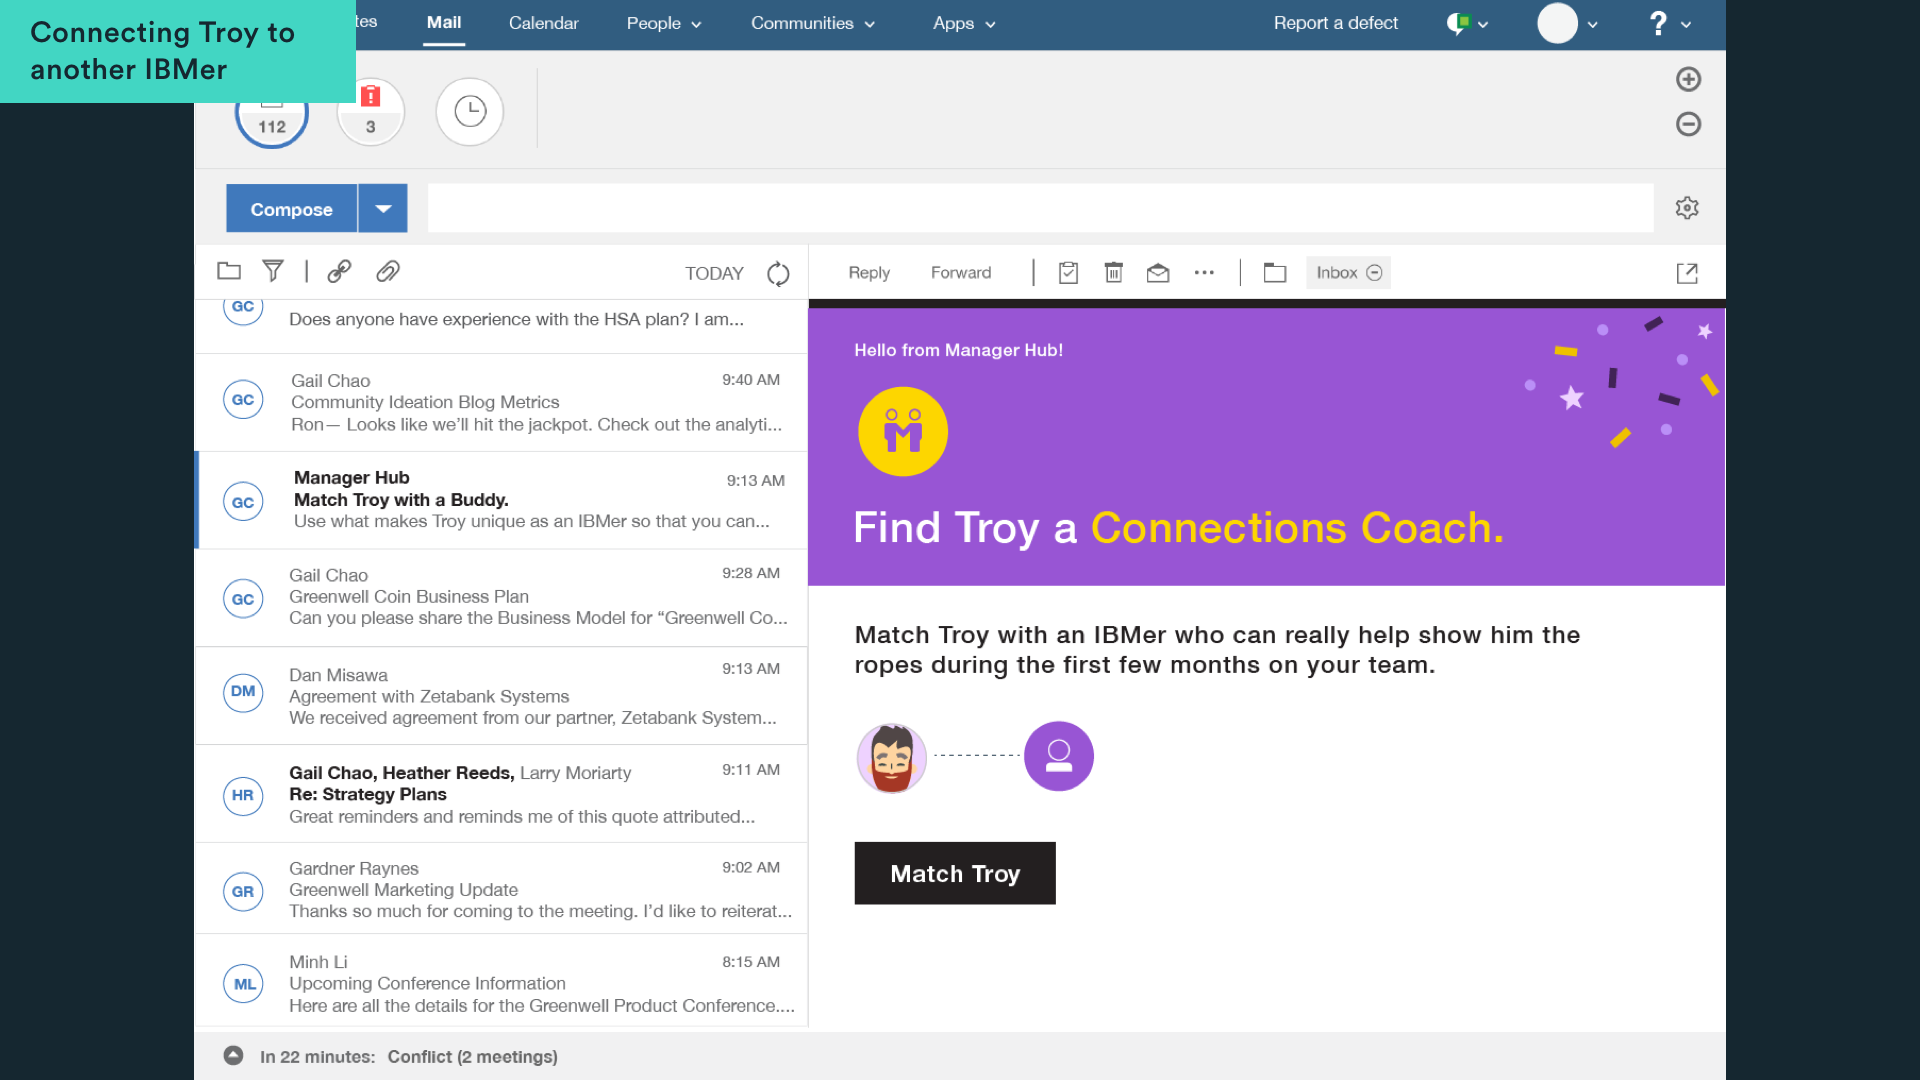 Connecting Troy to
another IBMer
Mail
Calendar
People
Communities
Apps
Report a defect
?
112
3
Compose
TODAY
Reply
Forward
Inbox
GC
Does anyone have experience with the HSA plan? I am...
GC
Gail Chao
9:40 AM
Community Ideation Blog Metrics
Ron— Looks like we’ll hit the jackpot. Check out the analyti...
GC
Manager Hub
9:13 AM
Match Troy with a Buddy.
Use what makes Troy unique as an IBMer so that you can...
GC
Gail Chao
9:28 AM
Greenwell Coin Business Plan
Can you please share the Business Model for “Greenwell Co...
DM
Dan Misawa
9:13 AM
Agreement with Zetabank Systems
We received agreement from our partner, Zetabank System...
HR
Gail Chao, Heather Reeds, Larry Moriarty
9:11 AM
Re: Strategy Plans
Great reminders and reminds me of this quote attributed...
GR
Gardner Raynes
9:02 AM
Greenwell Marketing Update
Thanks so much for coming to the meeting. I’d like to reiterat...
ML
Minh Li
8:15 AM
Upcoming Conference Information
Here are all the details for the Greenwell Product Conference....
Hello from Manager Hub!
Find Troy a Connections Coach.
Match Troy with an IBMer who can really help show him the
ropes during the first few months on your team.
Match Troy
In 22 minutes: Conflict (2 meetings)